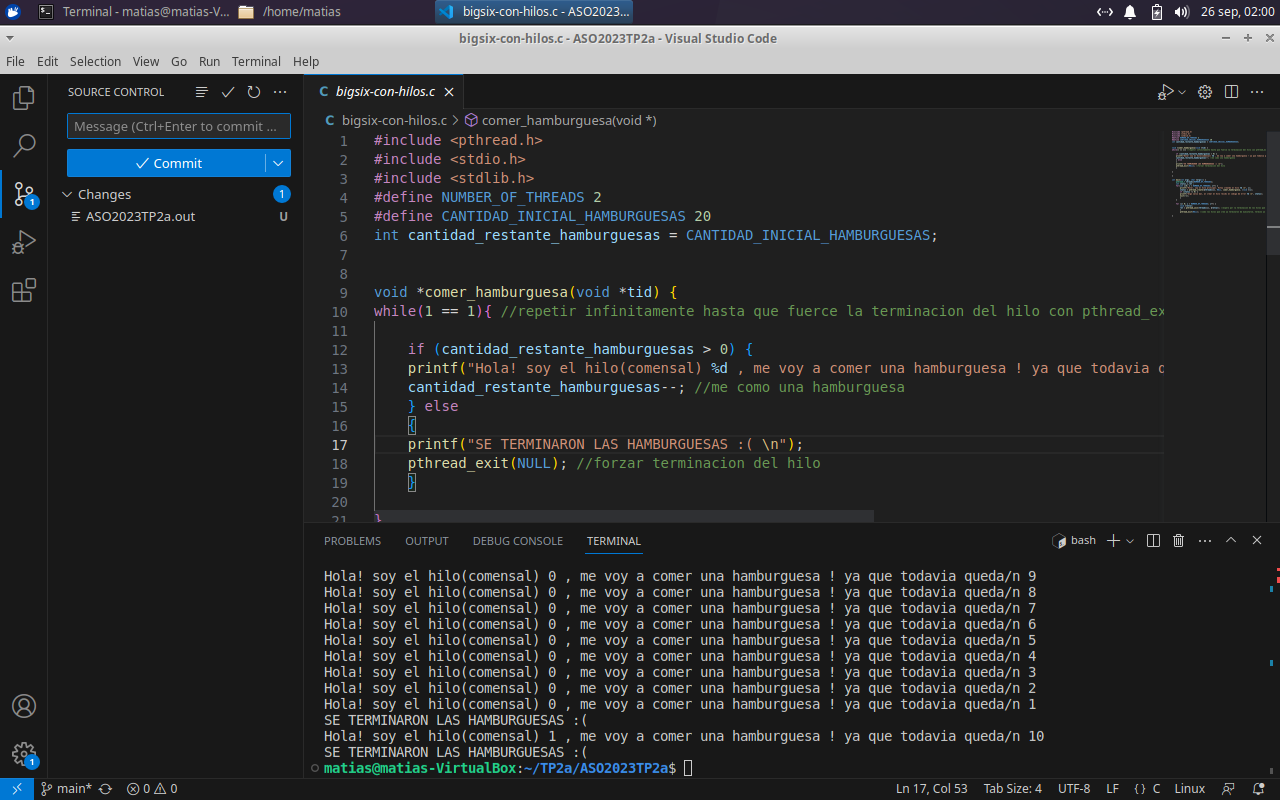 Terminal - matias@matias-V...
/home/matias
bigsix-con-hilos.c - ASO2023...
26 sep, 02:00
bigsix-con-hilos.c - ASO2023TP2a - Visual Studio Code
File Edit Selection View Go Run Terminal Help
SOURCE CONTROL
Message (Ctrl+Enter to commit ...
Commit
Changes 1
ASO2023TP2a.out U
1
1
C bigsix-con-hilos.c
C bigsix-con-hilos.c > comer_hamburguesa(void *)
1 #include <pthread.h>
2 #include <stdio.h>
3 #include <stdlib.h>
4 #define NUMBER_OF_THREADS 2
5 #define CANTIDAD_INICIAL_HAMBURGUESAS 20
6 int cantidad_restante_hamburguesas = CANTIDAD_INICIAL_HAMBURGUESAS;
7
8
9 void *comer_hamburguesa(void *tid) {
10 while(1 == 1){ //repetir infinitamente hasta que fuerce la terminacion del hilo con pthread_ex
11
12 if (cantidad_restante_hamburguesas > 0) {
13 printf("Hola! soy el hilo(comensal) %d , me voy a comer una hamburguesa ! ya que todavia q
14 cantidad_restante_hamburguesas--; //me como una hamburguesa
15 } else
16 {
17 printf("SE TERMINARON LAS HAMBURGUESAS :( \n");
18 pthread_exit(NULL); //forzar terminacion del hilo
19 }
20
21 }
PROBLEMS OUTPUT DEBUG CONSOLE TERMINAL
bash
Hola! soy el hilo(comensal) 0 , me voy a comer una hamburguesa ! ya que todavia queda/n 9
Hola! soy el hilo(comensal) 0 , me voy a comer una hamburguesa ! ya que todavia queda/n 8
Hola! soy el hilo(comensal) 0 , me voy a comer una hamburguesa ! ya que todavia queda/n 7
Hola! soy el hilo(comensal) 0 , me voy a comer una hamburguesa ! ya que todavia queda/n 6
Hola! soy el hilo(comensal) 0 , me voy a comer una hamburguesa ! ya que todavia queda/n 5
Hola! soy el hilo(comensal) 0 , me voy a comer una hamburguesa ! ya que todavia queda/n 4
Hola! soy el hilo(comensal) 0 , me voy a comer una hamburguesa ! ya que todavia queda/n 3
Hola! soy el hilo(comensal) 0 , me voy a comer una hamburguesa ! ya que todavia queda/n 2
Hola! soy el hilo(comensal) 0 , me voy a comer una hamburguesa ! ya que todavia queda/n 1
SE TERMINARON LAS HAMBURGUESAS :(
Hola! soy el hilo(comensal) 1 , me voy a comer una hamburguesa ! ya que todavia queda/n 10
SE TERMINARON LAS HAMBURGUESAS :(
matias@matias-VirtualBox:~/TP2a/ASO2023TP2a$
main* 0 0
Ln 17, Col 53 Tab Size: 4 UTF-8 LF {} C Linux